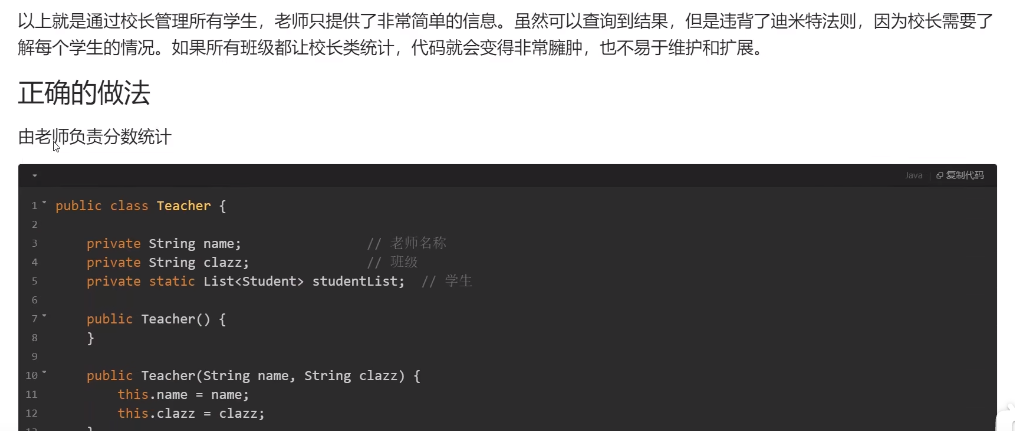 以上就是通过校长管理所有学生，老师只提供了非常简单的信息。虽然可以查询到结果，但是违背了迪米特法则，因为校长需要了
解每个学生的情况。如果所有班级都让校长类统计，代码就会变得非常臃肿，也不易于维护和扩展。
正确的做法
由老师负责分数统计
Java 复制代码
1 public class Teacher {
2
3 private String name; // 老师名称
4 private String clazz; // 班级
5 private static List<Student> studentList; // 学生
6
7 public Teacher() {
8 }
9
10 public Teacher(String name, String clazz) {
11 this.name = name;
12 this.clazz = clazz;